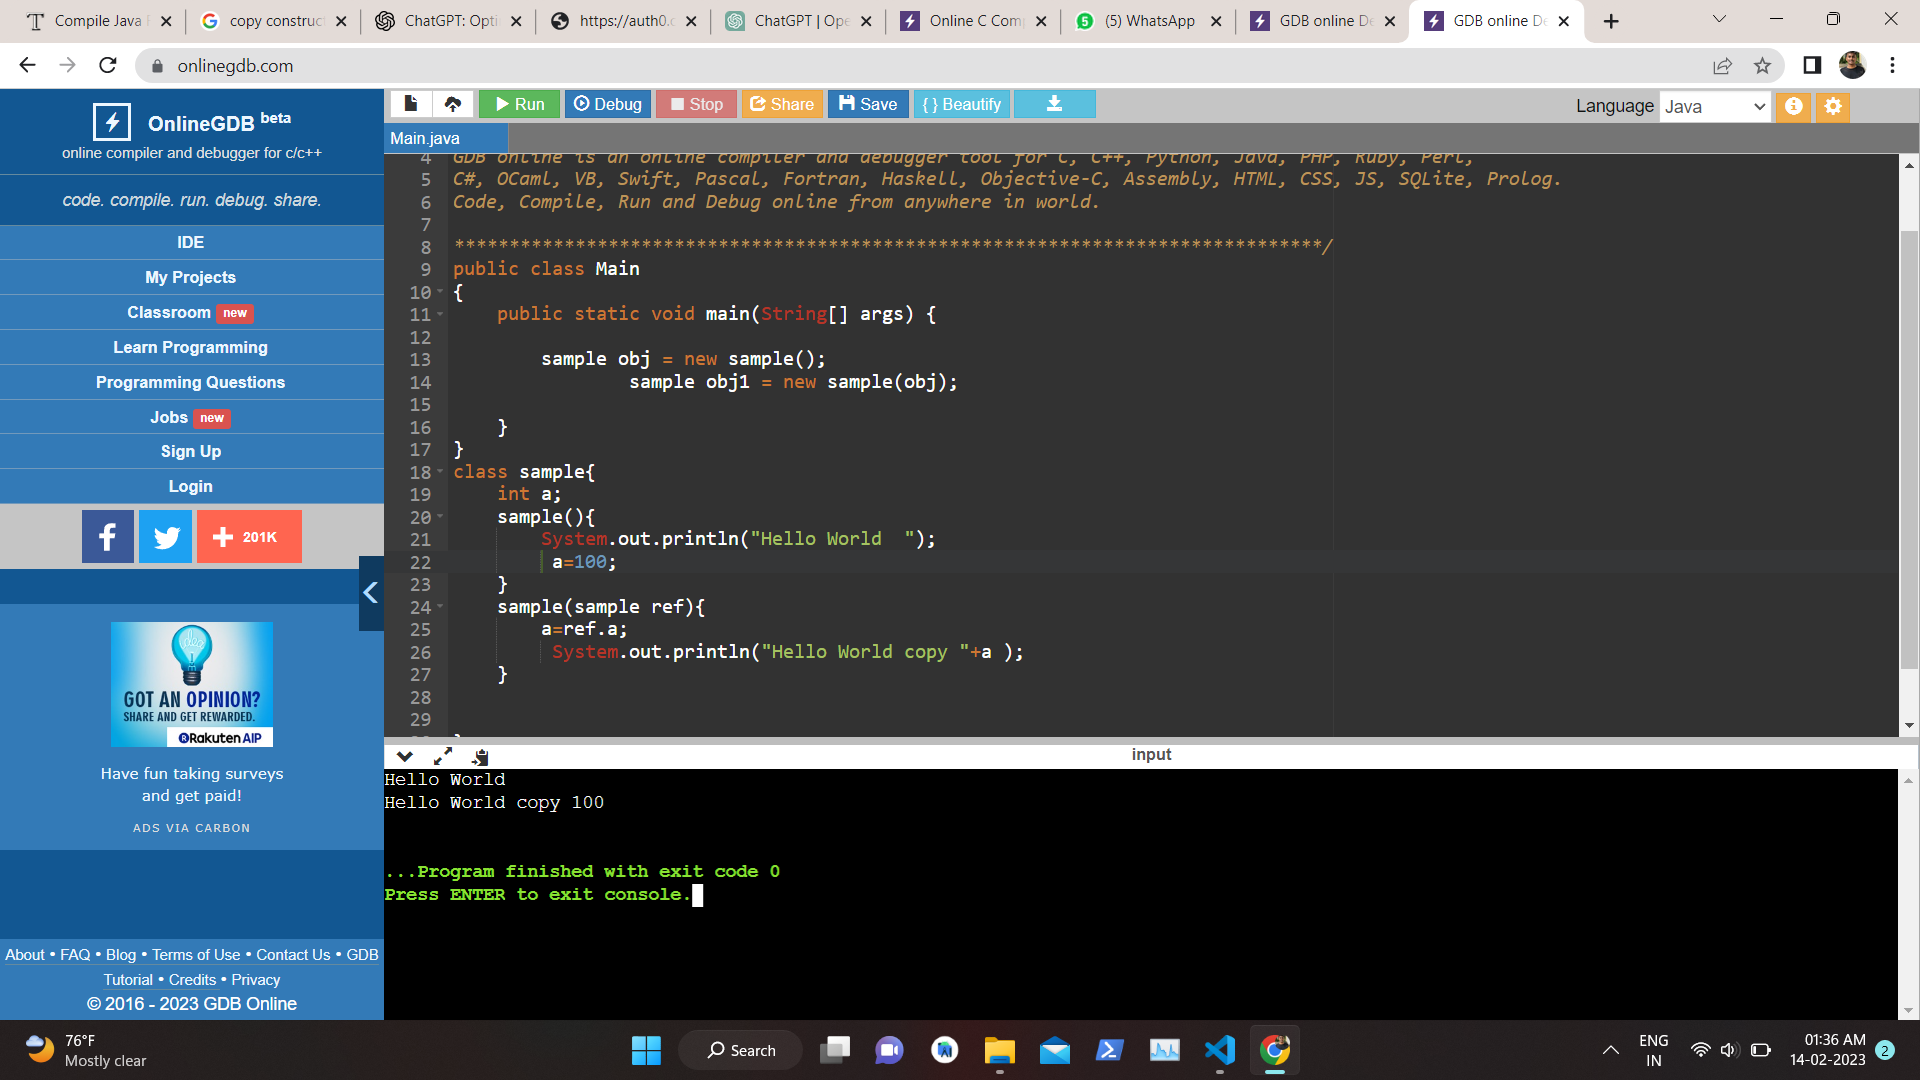 Compile Java F
copy construct
ChatGPT: Opti
https://auth0.o
ChatGPT | Ope
Online C Comp
(5) WhatsApp
GDB online De
GDB online De
onlinegdb.com
OnlineGDB beta
online compiler and debugger for c/c++
code. compile. run. debug. share.
IDE
My Projects
Classroom new
Learn Programming
Programming Questions
Jobs new
Sign Up
Login
201K
GOT AN OPINION?
SHARE AND GET REWARDED.
Rakuten AIP
Have fun taking surveys
and get paid!
ADS VIA CARBON
About • FAQ • Blog • Terms of Use • Contact Us • GDB
Tutorial • Credits • Privacy
© 2016 - 2023 GDB Online
Run Debug Stop Share Save { } Beautify
Language Java
Main.java
4 GDB online is an online compiler and debugger tool for C, C++, Python, Java, PHP, Ruby, Perl,
5 C#, OCaml, VB, Swift, Pascal, Fortran, Haskell, Objective-C, Assembly, HTML, CSS, JS, SQLite, Prolog.
6 Code, Compile, Run and Debug online from anywhere in world.
7
8 *******************************************************************************/
9 public class Main
10 {
11 public static void main(String[] args) {
12
13 sample obj = new sample();
14 sample obj1 = new sample(obj);
15
16 }
17 }
18 class sample{
19 int a;
20 sample(){
21 System.out.println("Hello World  ");
22 a=100;
23 }
24 sample(sample ref){
25 a=ref.a;
26 System.out.println("Hello World copy "+a );
27 }
28
29
input
Hello World
Hello World copy 100
...Program finished with exit code 0
Press ENTER to exit console.
76°F
Mostly clear
Search
ENG
IN
01:36 AM
14-02-2023
2